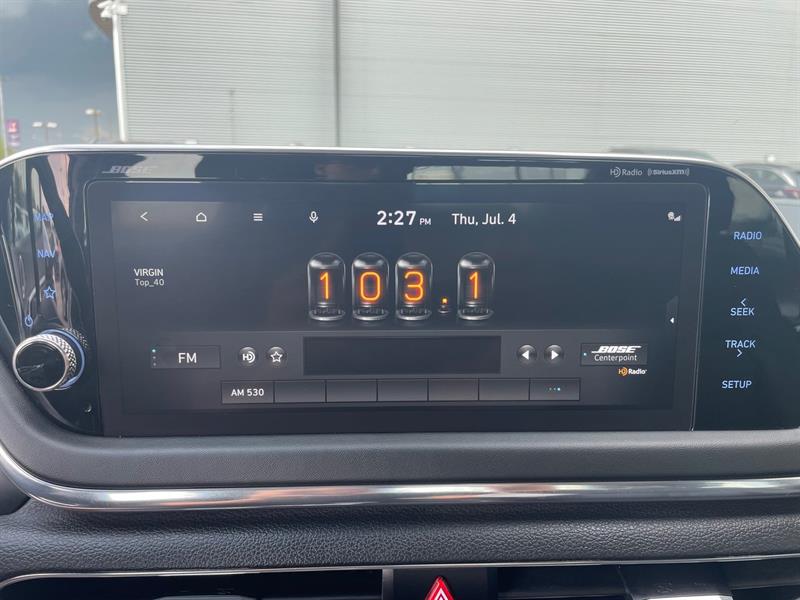 BOSE
HD Radio ((SiriusXM))
2:27 PM Thu, Jul. 4
MAP
NAV
VIRGIN
Top_40
103.1
FM
HD
BOSE
Centerpoint
HD Radio
AM 530
RADIO
MEDIA
SEEK
TRACK
SETUP